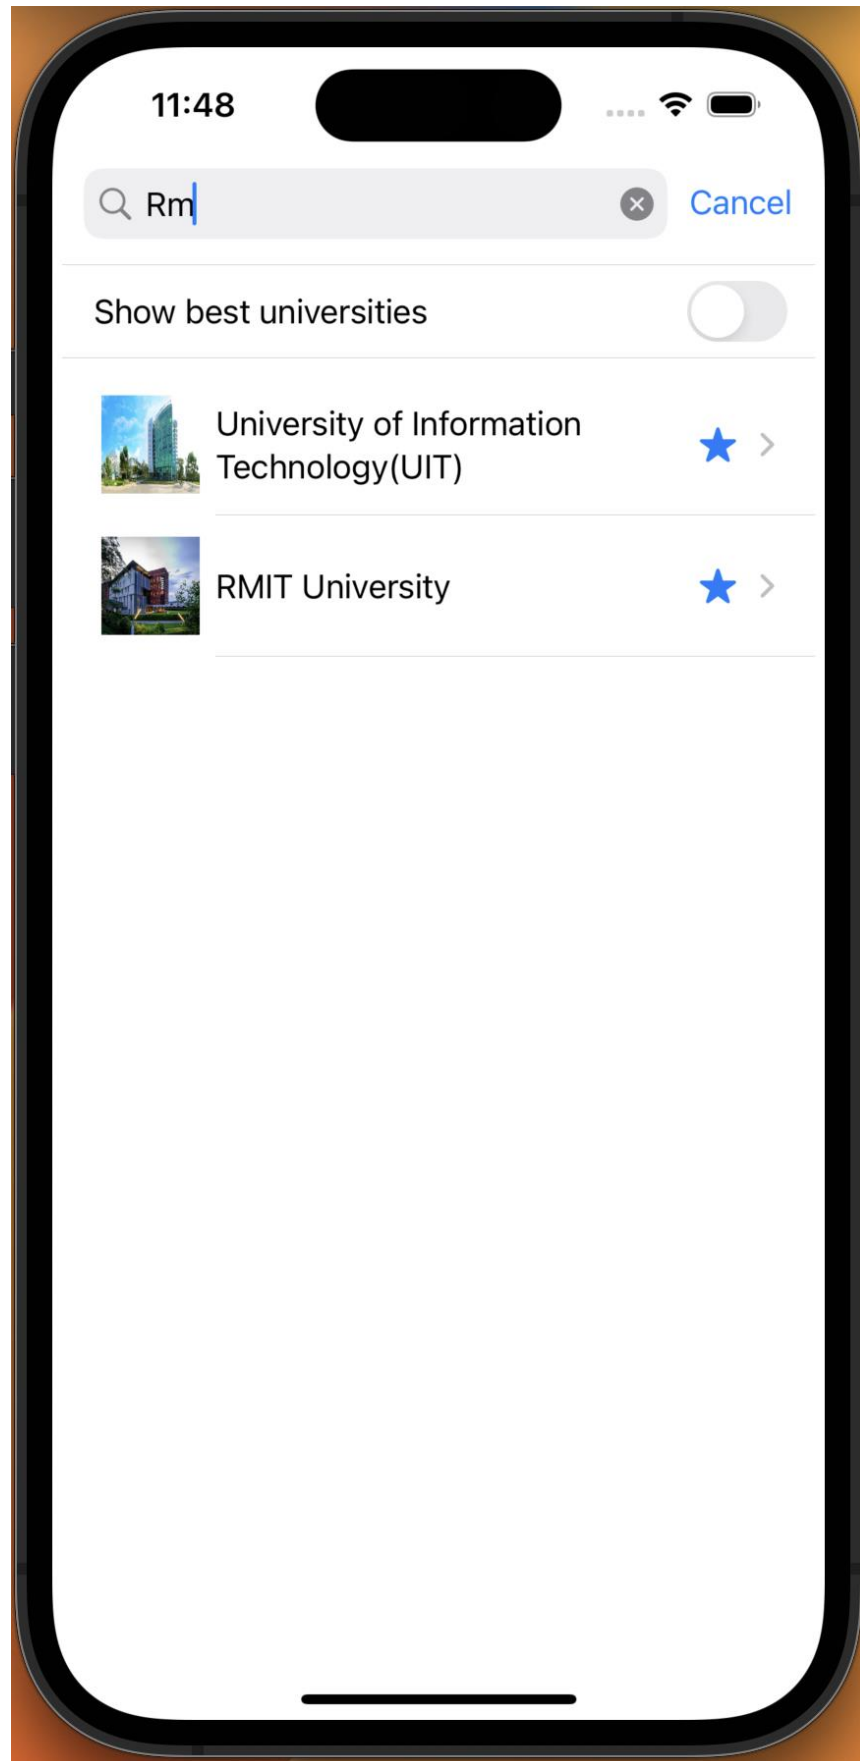 11:48
Rm
Cancel
Show best universities
University of Information
Technology(UIT)
RMIT University